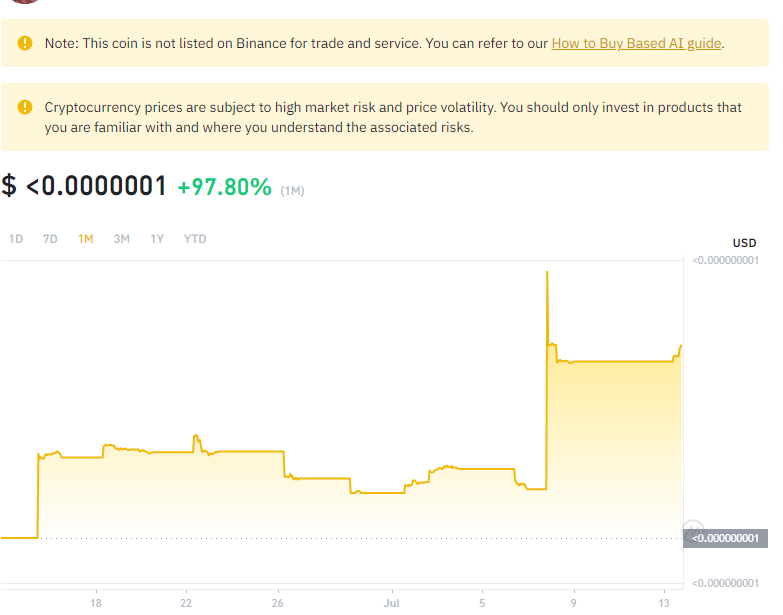 Note: This coin is not listed on Binance for trade and service. You can refer to our How to Buy Based AI guide.
Cryptocurrency prices are subject to high market risk and price volatility. You should only invest in products that
you are familiar with and where you understand the associated risks.
$ <0.0000001 +97.80% (1M)
1D 7D 1M 3M 1Y YTD
USD
<0.000000001
<0.000000001
<0.000000001
18 22 26 Jul 5 9 13